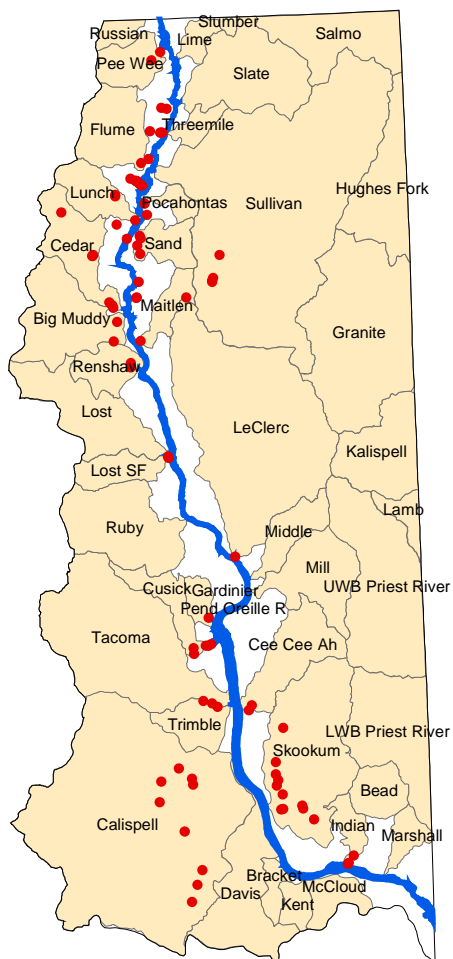 Slumber
Russian
Lime
Salmo
Pee Wee
Slate
Flume
Threemile
Hughes Fork
Lunch
Pocahontas
Sullivan
Cedar
Sand
Maitlen
Big Muddy
Granite
Renshaw
Lost
LeClerc
Kalispell
Lost SF
Lamb
Ruby
Middle
Mill
Cusick
Gardinier
UWB Priest River
Pend Oreille R
Tacoma
Cee Cee Ah
Trimble
LWB Priest River
Skookum
Bead
Calispell
Indian
Marshall
Bracket
McCloud
Davis
Kent